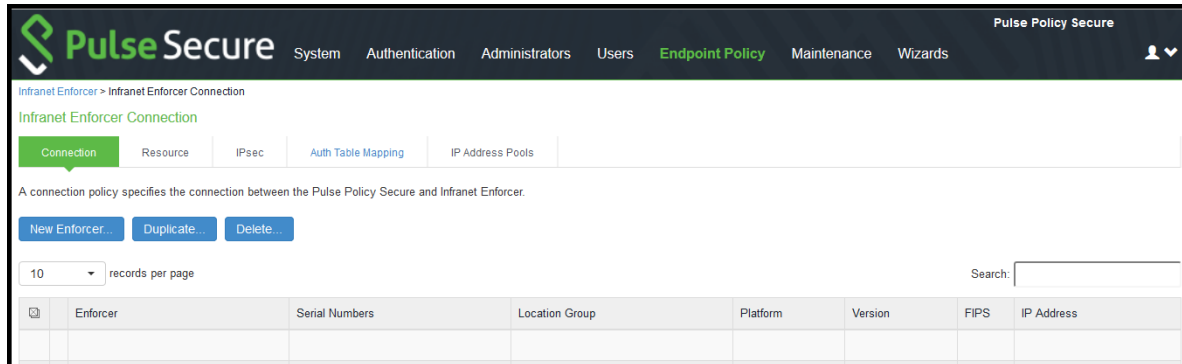 Pulse Policy Secure
Pulse Secure System Authentication Administrators Users Endpoint Policy Maintenance Wizards
Infranet Enforcer > Infranet Enforcer Connection
Infranet Enforcer Connection
Connection Resource IPsec Auth Table Mapping IP Address Pools
A connection policy specifies the connection between the Pulse Policy Secure and Infranet Enforcer.
New Enforcer... Duplicate... Delete...
10 records per page Search:
Enforcer Serial Numbers Location Group Platform Version FIPS IP Address